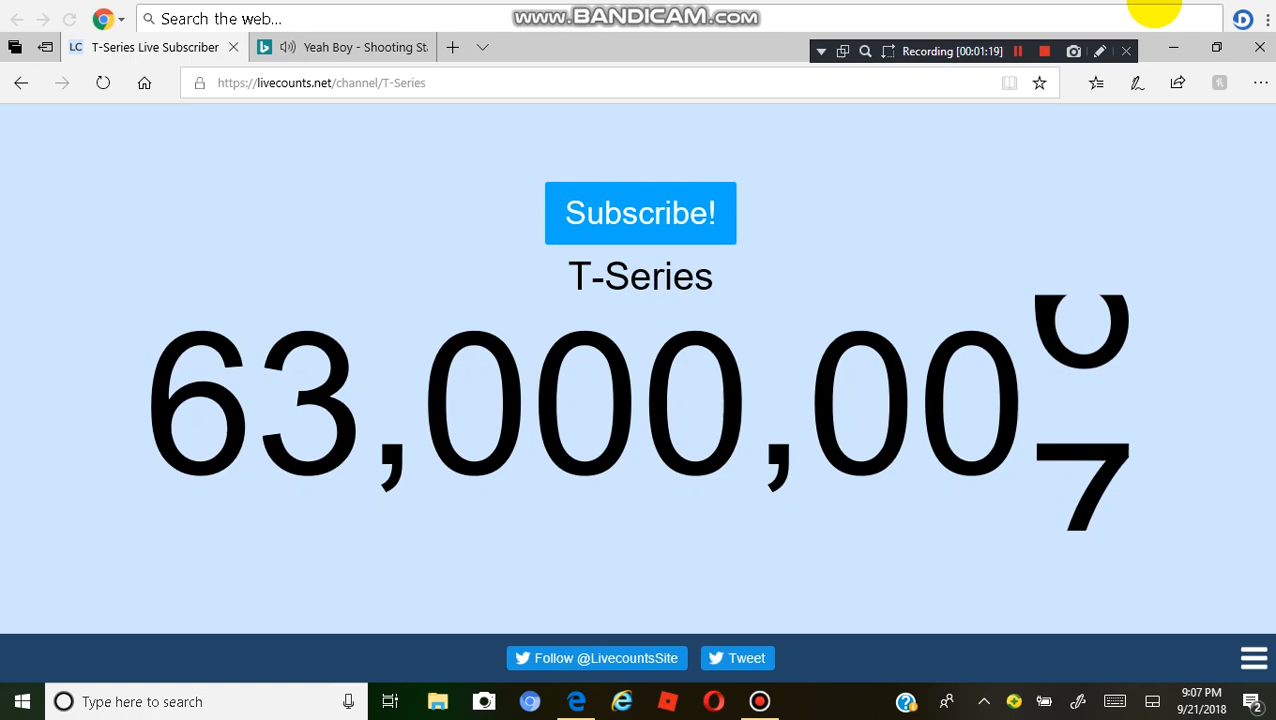 Search the web...
www.BANDICAM.com
LC T-Series Live Subscriber
Yeah Boy - Shooting St
Recording [00:01:19]
https://livecounts.net/channel/T-Series
Subscribe!
T-Series
63,000,007
Follow @LivecountsSite
Tweet
Type here to search
9:07 PM
9/21/2018
2